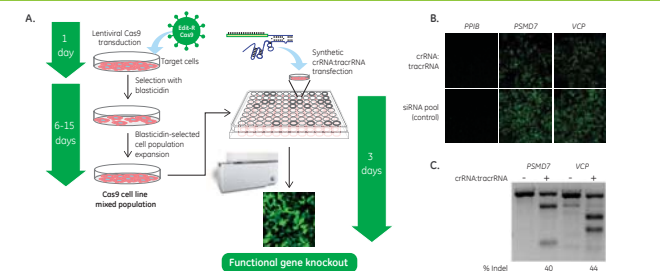 A.
1
day
Lentiviral Cas9
transduction
Edit-R
Cas9
Target cells
Selection with
blasticidin
6-15
days
Blasticidin-selected
cell population
expansion
Cas9 cell line
mixed population
Synthetic
crRNA:tracrRNA
transfection
3
days
Functional gene knockout
B.
PPIB PSMD7 VCP
crRNA:
tracrRNA
siRNA pool
(control)
C.
PSMD7 VCP
crRNA:tracrRNA - + - +
% Indel 40 44